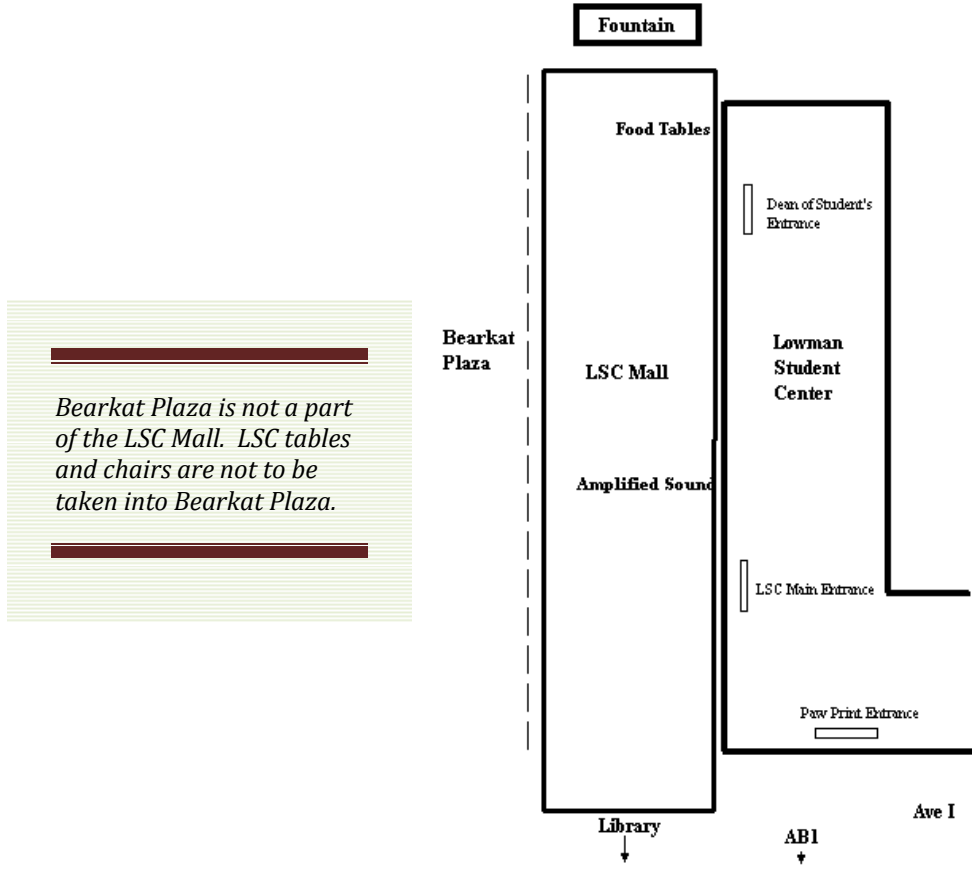 Fountain
Food Tables
Dean of Student's
Entrance
Bearkat
Plaza
LSC Mall
Lowman
Student
Center
Bearkat Plaza is not a part
of the LSC Mall.  LSC tables
and chairs are not to be
taken into Bearkat Plaza.
Amplified Sound
LSC Main Entrance
Paw Print Entrance
Ave I
Library
AB1